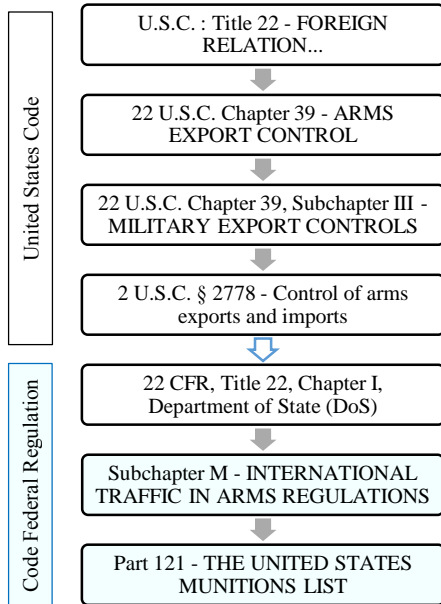 U.S.C. : Title 22 - FOREIGN
RELATION...
22 U.S.C. Chapter 39 - ARMS
EXPORT CONTROL
22 U.S.C. Chapter 39, Subchapter III -
MILITARY EXPORT CONTROLS
2 U.S.C. § 2778 - Control of arms
exports and imports
United States Code
22 CFR, Title 22, Chapter I,
Department of State (DoS)
Subchapter M - INTERNATIONAL
TRAFFIC IN ARMS REGULATIONS
Part 121 - THE UNITED STATES
MUNITIONS LIST
Code Federal Regulation